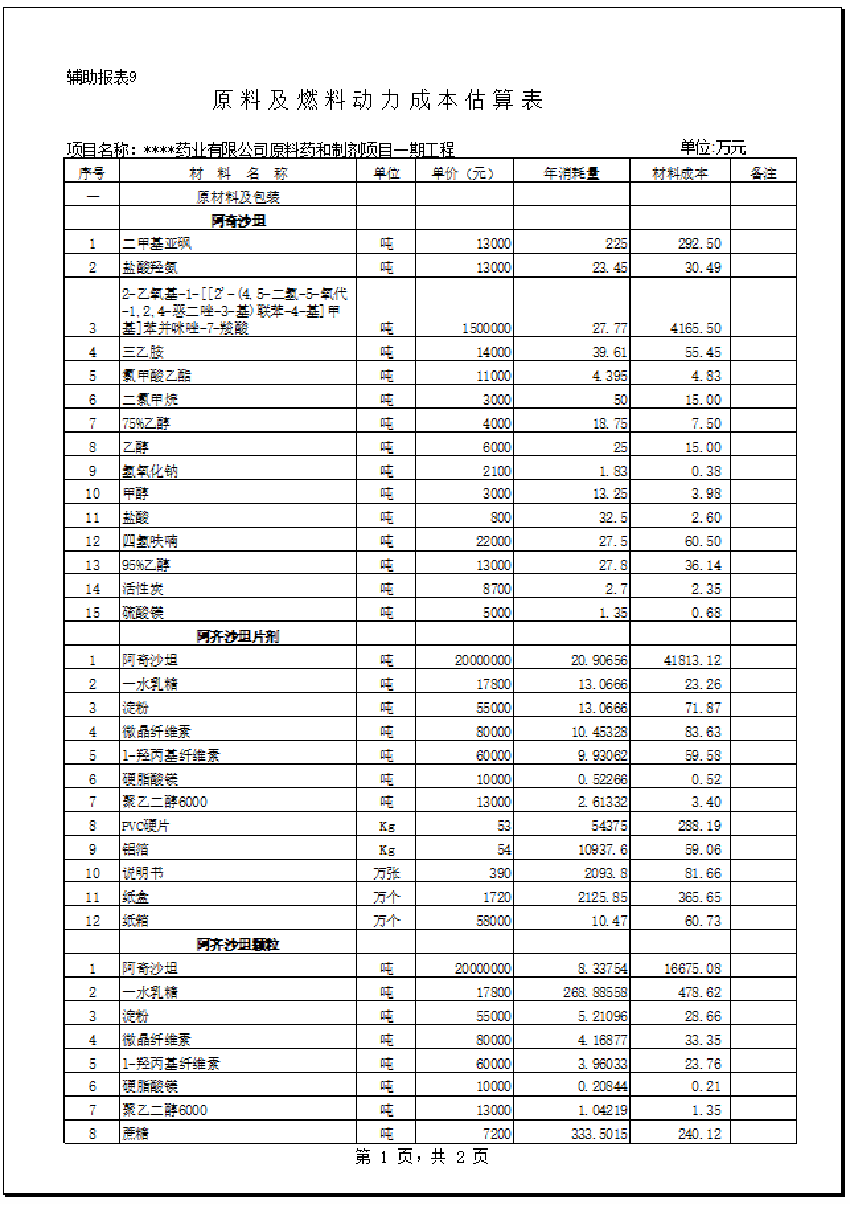 辅助报表9
原料及燃料动力成本估算表
项目名称：****药业有限公司原料药和制剂项目一期工程 单位:万元
序号 材料名称 单位 单价（元） 年消耗量 材料成本 备注
一 原材料及包装
阿奇沙坦
1 二甲基亚砜 吨 13000 225 292.50
2 盐酸羟氨 吨 13000 23.45 30.49
2-乙氧基-1-[[2'-(4,5-二氢-5-氧代
-1,2,4-恶二唑-3-基)联苯-4-基]甲
3 基]苯并咪唑-7-羧酸 吨 1500000 27.77 4165.50
4 三乙胺 吨 14000 39.61 55.45
5 氯甲酸乙酯 吨 11000 4.395 4.83
6 二氯甲烷 吨 3000 50 15.00
7 75%乙醇 吨 4000 18.75 7.50
8 乙醇 吨 6000 25 15.00
9 氢氧化钠 吨 2100 1.83 0.38
10 甲醇 吨 3000 13.25 3.98
11 盐酸 吨 800 32.5 2.60
12 四氢呋喃 吨 22000 27.5 60.50
13 95%乙醇 吨 13000 27.8 36.14
14 活性炭 吨 8700 2.7 2.35
15 硫酸镁 吨 5000 1.35 0.68
阿齐沙坦片剂
1 阿奇沙坦 吨 20000000 20.90656 41813.12
2 一水乳糖 吨 17800 13.0666 23.26
3 淀粉 吨 55000 13.0666 71.87
4 微晶纤维素 吨 80000 10.45328 83.63
5 l-羟丙基纤维素 吨 60000 9.93062 59.58
6 硬脂酸镁 吨 10000 0.52266 0.52
7 聚乙二醇6000 吨 13000 2.61332 3.40
8 PVC硬片 Kg 53 54375 288.19
9 铝箔 Kg 54 10937.6 59.06
10 说明书 万张 390 2093.8 81.66
11 纸盒 万个 1720 2125.85 365.65
12 纸箱 万个 58000 10.47 60.73
阿齐沙坦颗粒
1 阿奇沙坦 吨 20000000 8.33754 16675.08
2 一水乳糖 吨 17800 268.88558 478.62
3 淀粉 吨 55000 5.21096 28.66
4 微晶纤维素 吨 80000 4.16877 33.35
5 l-羟丙基纤维素 吨 60000 3.96033 23.76
6 硬脂酸镁 吨 10000 0.20844 0.21
7 聚乙二醇6000 吨 13000 1.04219 1.35
8 蔗糖 吨 7200 333.5015 240.12
第 1 页，共 2 页